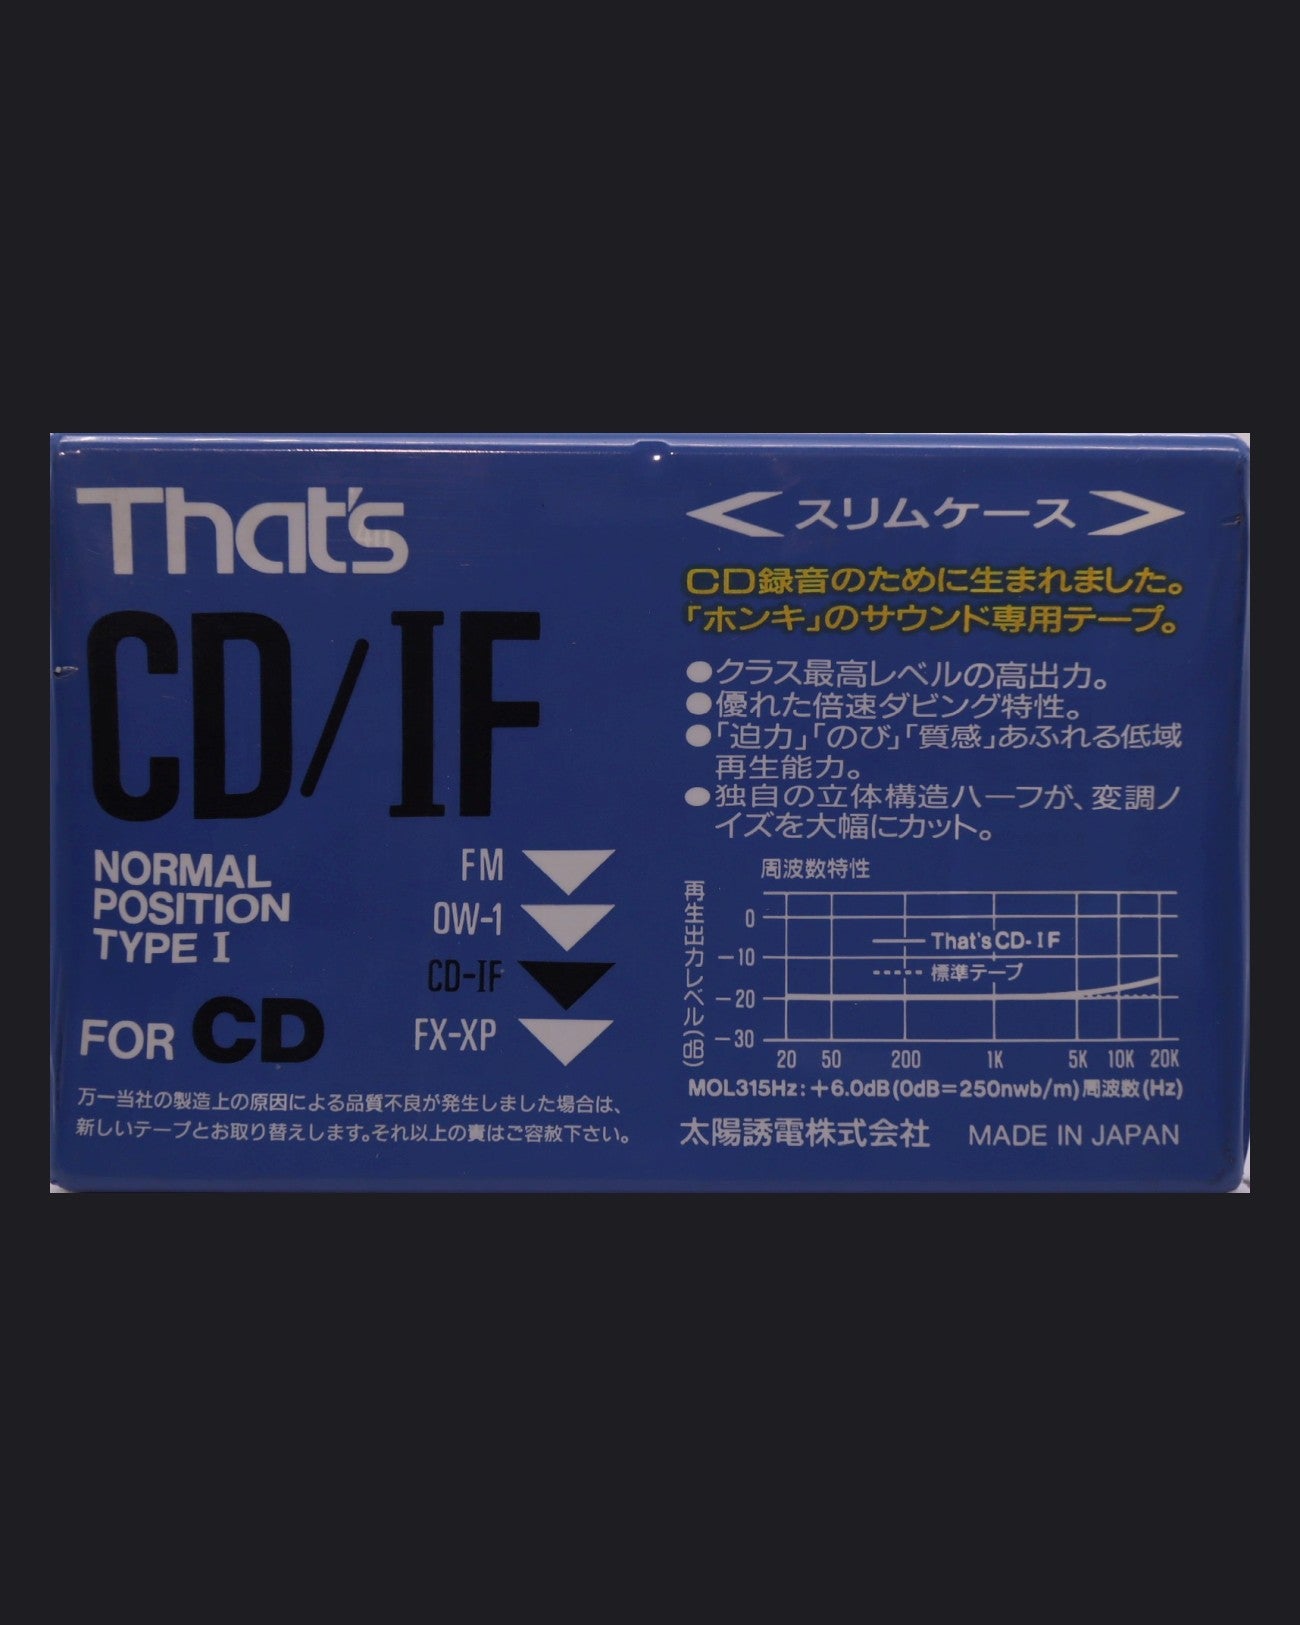 That's
CD/IF
NORMAL
POSITION
TYPE I
FOR CD
FM
OW-1
CD-IF
FX-XP
万一当社の製造上の原因による品質不良が発生しました場合は、
新しいテープとお取り替えします。それ以上の責はご容赦下さい。
<スリムケース>
CD録音のために生まれました。
「ホンキ」のサウンド専用テープ。
●クラス最高レベルの高出力。
●優れた倍速ダビング特性。
●「迫力」「のび」「質感」あふれる低域
再生能力。
●独自の立体構造ハーフが、変調ノ
イズを大幅にカット。
周波数特性
再生出力レベル(dB)
0
-10
-20
-30
That's CD-IF
標準テープ
20 50 200 1K 5K 10K 20K
MOL315Hz:+6.0dB(0dB=250nwb/m)周波数(Hz)
太陽誘電株式会社 MADE IN JAPAN